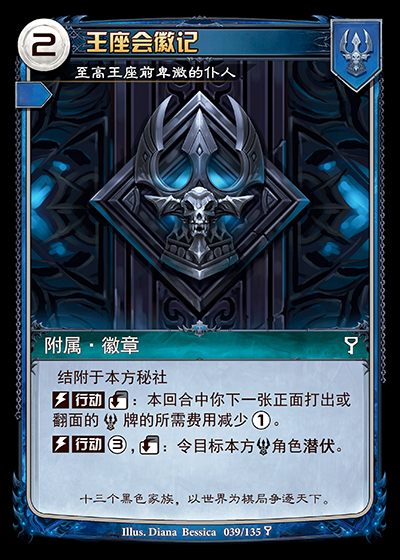 2 王座会徽记
至高王座前卑微的仆人
附属·徽章
结附于本方秘社
行动 : 本回合中你下一张正面打出或
翻面的 牌的所需费用减少①。
行动 ③, : 令目标本方 角色潜伏。
十三个黑色家族，以世界为棋局争逐天下。
Illus. Diana Bessica 039/135